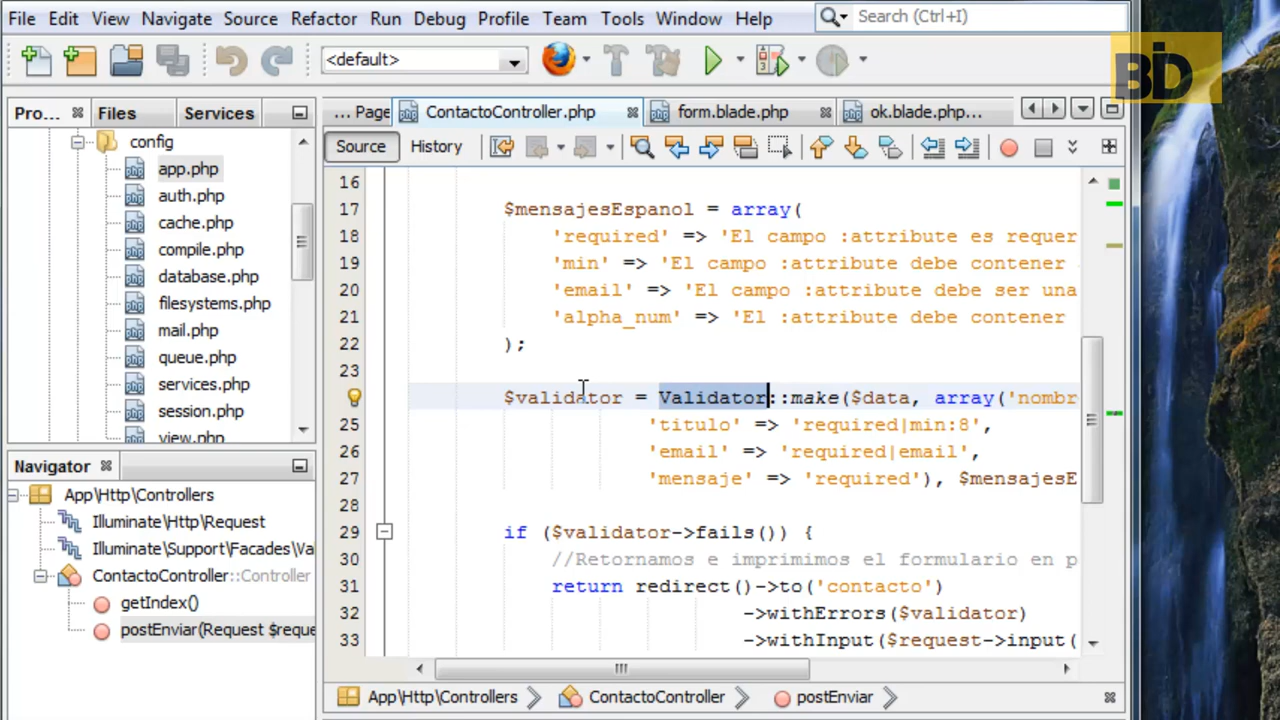 File Edit View Navigate Source Refactor Run Debug Profile Team Tools Window Help Search (Ctrl+I)
BID
<default>
Pro... Files Services
... Page ContactoController.php form.blade.php ok.blade.php...
Source History
config
app.php
auth.php
cache.php
compile.php
database.php
filesystems.php
mail.php
queue.php
services.php
session.php
view.php
Navigator
App\Http\Controllers
Illuminate\Http\Request
Illuminate\Support\Facades\Va
ContactoController::Controller
getIndex()
postEnviar(Request $reque
16
17 $mensajesEspanol = array(
18 'required' => 'El campo :attribute es requer
19 'min' => 'El campo :attribute debe contener
20 'email' => 'El campo :attribute debe ser una
21 'alpha_num' => 'El :attribute debe contener
22 );
23
$validator = Validator::make($data, array('nombr
25 'titulo' => 'required|min:8',
26 'email' => 'required|email',
27 'mensaje' => 'required'), $mensajesE
28
29 if ($validator->fails()) {
30 //Retornamos e imprimimos el formulario en p
31 return redirect()->to('contacto')
32 ->withErrors($validator)
33 ->withInput($request->input(
App\Http\Controllers ContactoController postEnviar